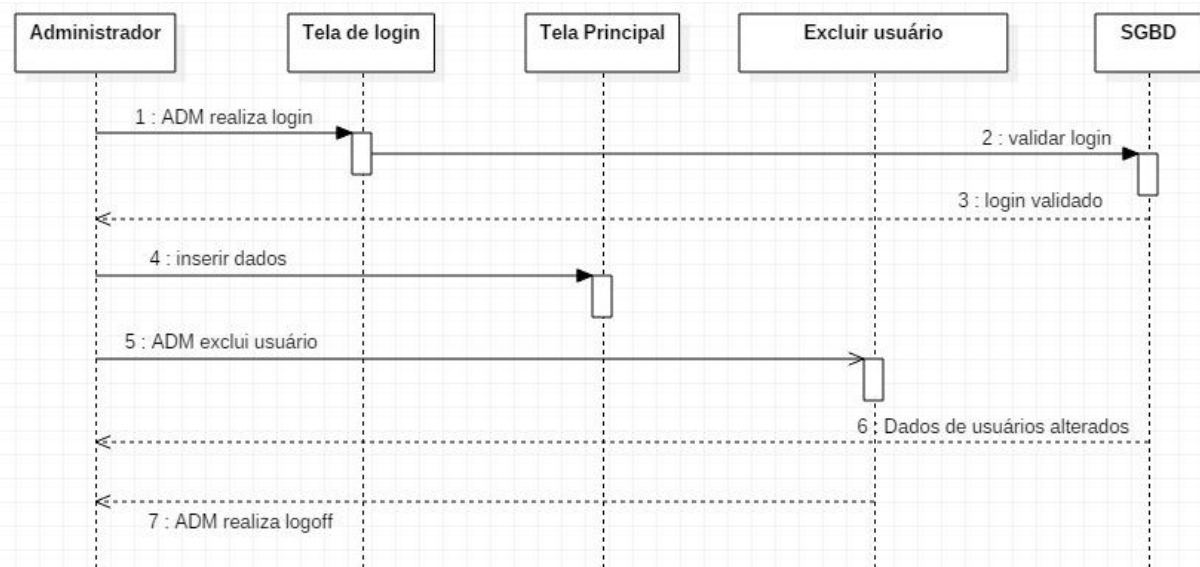 Administrador
Tela de login
Tela Principal
Excluir usuário
SGBD
1 : ADM realiza login
2 : validar login
3 : login validado
4 : inserir dados
5 : ADM exclui usuário
6 : Dados de usuários alterados
7 : ADM realiza logoff